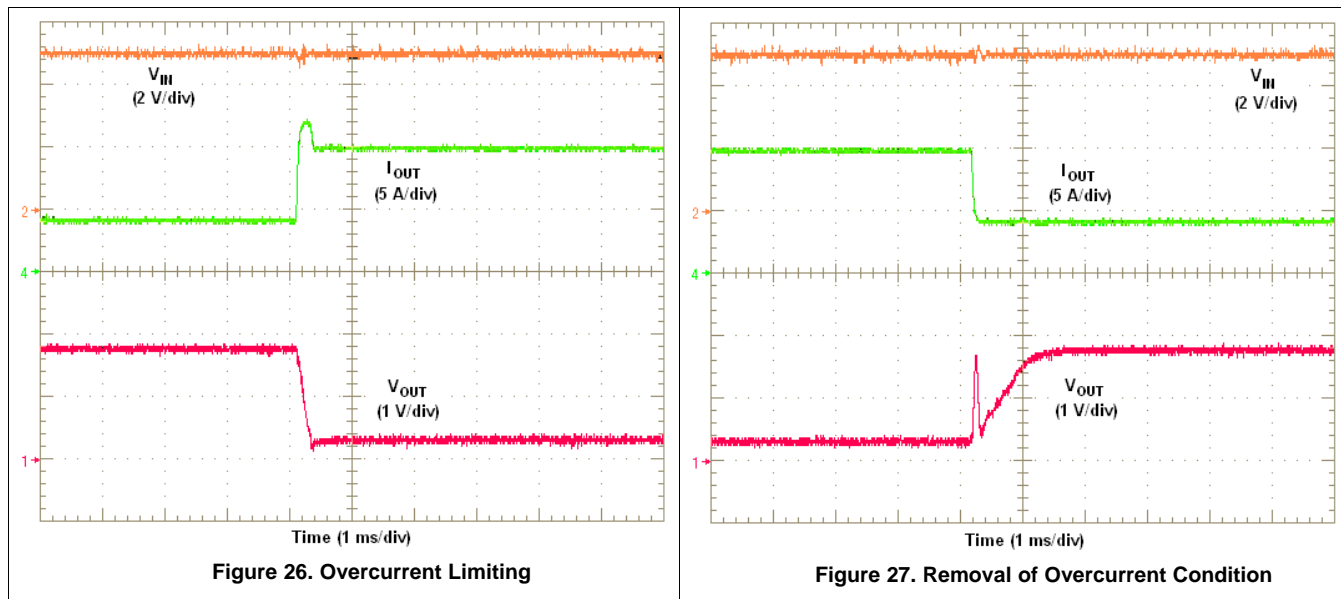 VIN
(2 V/div)
IOUT
(5 A/div)
2
4
VOUT
(1 V/div)
1
Time (1 ms/div)
Figure 26. Overcurrent Limiting
VIN
(2 V/div)
IOUT
(5 A/div)
2
4
VOUT
(1 V/div)
1
Time (1 ms/div)
Figure 27. Removal of Overcurrent Condition